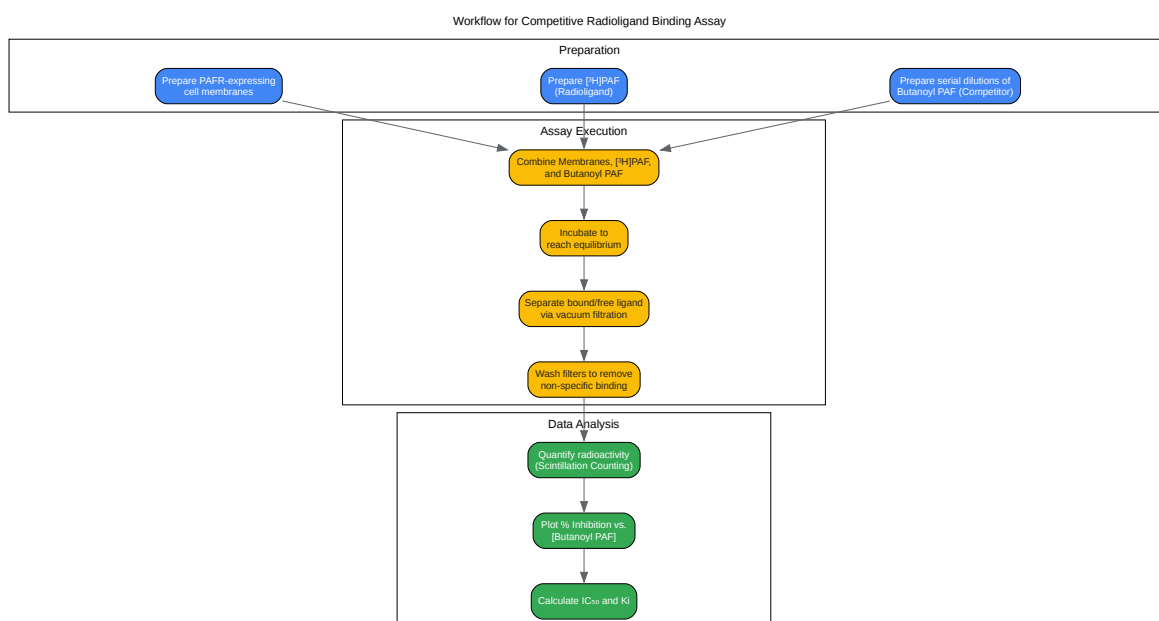 Workflow for Competitive Radioligand Binding Assay
Preparation
Prepare PAFR-expressing
cell membranes
Prepare [³H]PAF
(Radioligand)
Prepare serial dilutions of
Butanoyl PAF (Competitor)
Assay Execution
Combine Membranes, [³H]PAF,
and Butanoyl PAF
Incubate to
reach equilibrium
Separate bound/free ligand
via vacuum filtration
Wash filters to remove
non-specific binding
Data Analysis
Quantify radioactivity
(Scintillation Counting)
Plot % Inhibition vs.
[Butanoyl PAF]
Calculate IC₅₀ and Ki